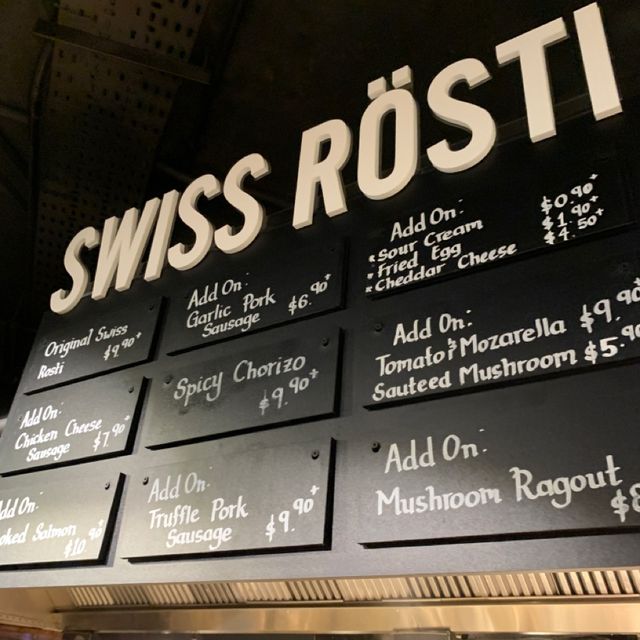 SWISS RÖSTI
Original Swiss
Rosti $9.90+
Add On:
Chicken Cheese
Sausage $7.90+
Add On:
Salmon
$10.90+
Add On:
Garlic Pork
Sausage $6.90+
Spicy Chorizo
$9.90+
Add On:
Truffle Pork
Sausage $9.90+
Add On:
Sour Cream $0.90+
Fried Egg $1.90+
Cheddar Cheese $4.50+
Add On:
Tomato & Mozarella $9.90+
Sauteed Mushroom $5.90
Add On:
Mushroom Ragout